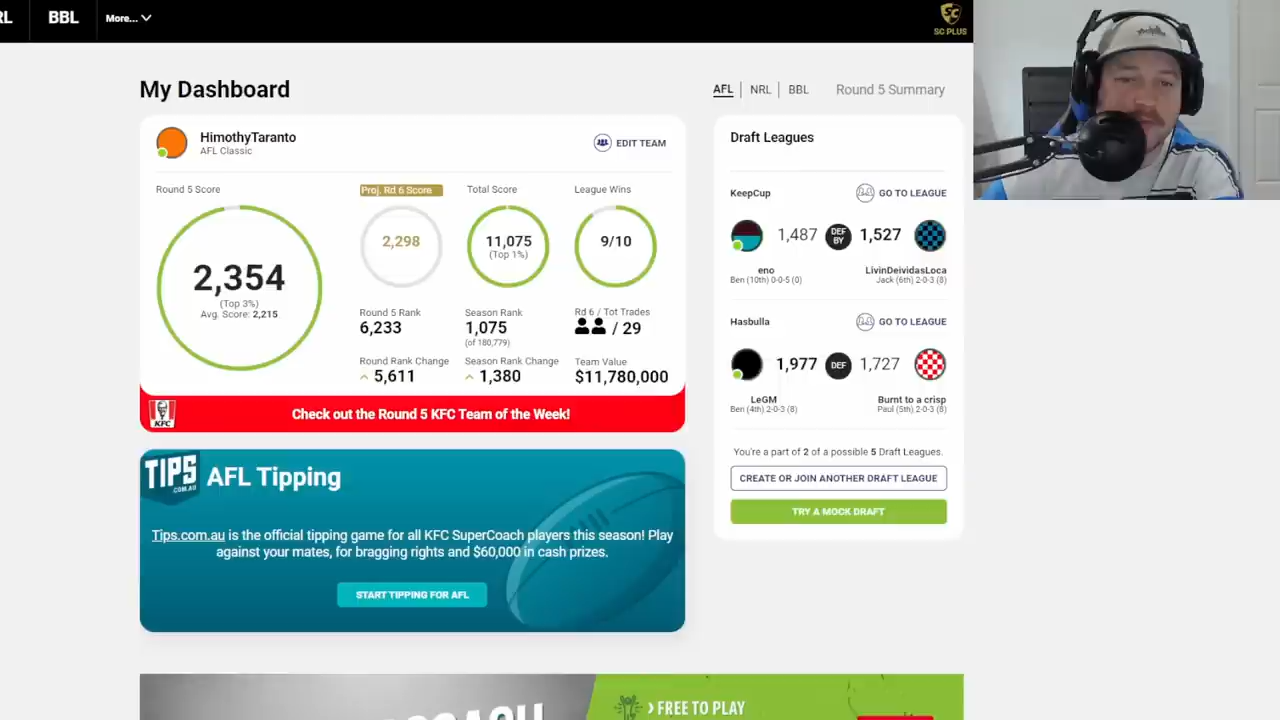 RL
BBL
More...
SC
SC PLUS
My Dashboard
AFL
NRL
BBL
Round 5 Summary
HimothyTaranto
AFL Classic
EDIT TEAM
Round 5 Score
2,354
(Top 3%)
Avg. Score: 2,215
Proj. Rd 6 Score
2,298
Total Score
11,075
(Top 1%)
League Wins
9/10
Round 5 Rank
6,233
Season Rank
1,075
(of 180,779)
Rd 6 / Tot Trades
/ 29
Round Rank Change
5,611
Season Rank Change
1,380
Team Value
$11,780,000
KFC
Check out the Round 5 KFC Team of the Week!
TIPS
.COM.AU
AFL Tipping
Tips.com.au is the official tipping game for all KFC SuperCoach players this season! Play
against your mates, for bragging rights and $60,000 in cash prizes.
START TIPPING FOR AFL
Draft Leagues
KeepCup
GO TO LEAGUE
1,487
DEF
BY
1,527
eno
Ben (10th) 0-0-5 (0)
LivinDeividasLoca
Jack (6th) 2-0-3 (8)
Hasbulla
GO TO LEAGUE
1,977
DEF
1,727
LeGM
Ben (4th) 2-0-3 (8)
Burnt to a crisp
Paul (5th) 2-0-3 (8)
You're a part of 2 of a possible 5 Draft Leagues.
CREATE OR JOIN ANOTHER DRAFT LEAGUE
TRY A MOCK DRAFT
FREE TO PLAY